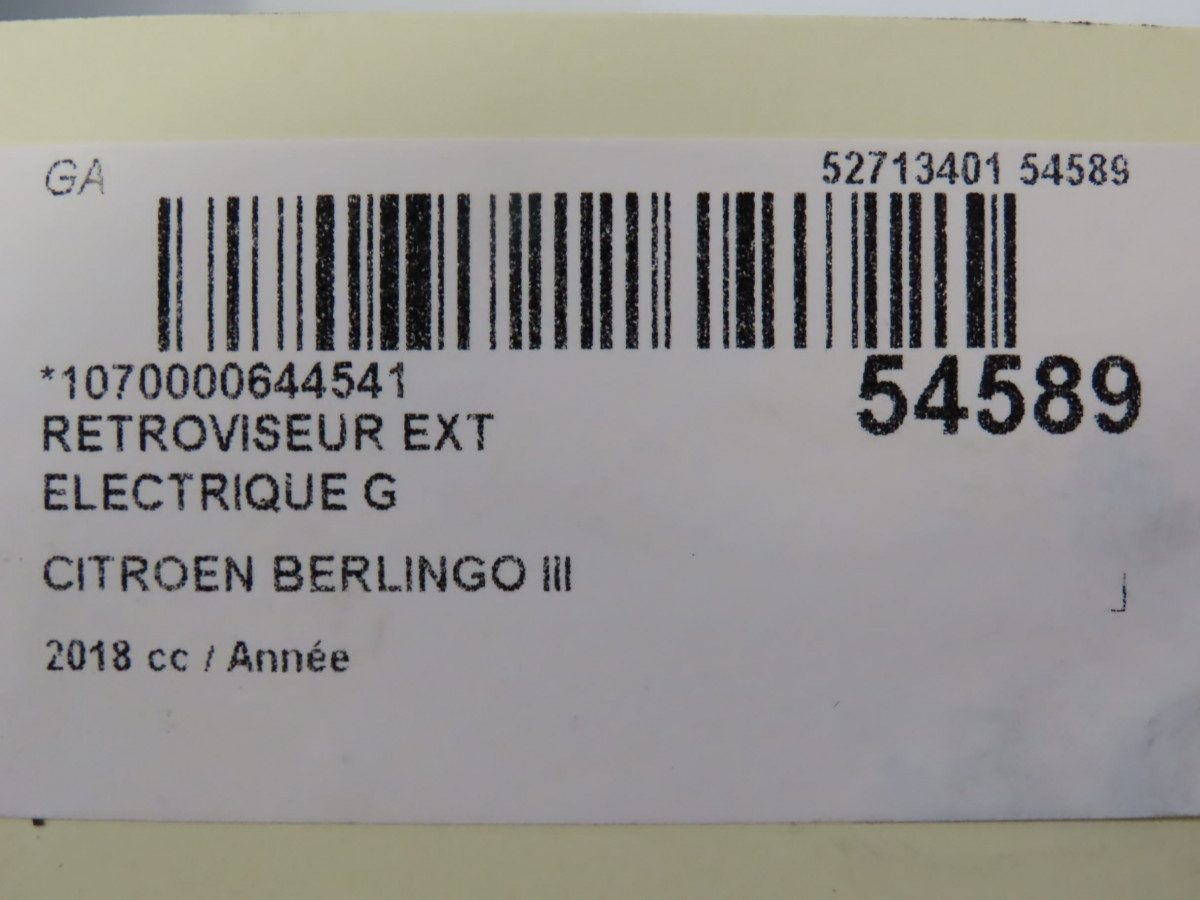 GA
52713401 54589
*1070000644541
54589
RETROVISEUR EXT
ELECTRIQUE G
CITROEN BERLINGO III
2018 cc / Année